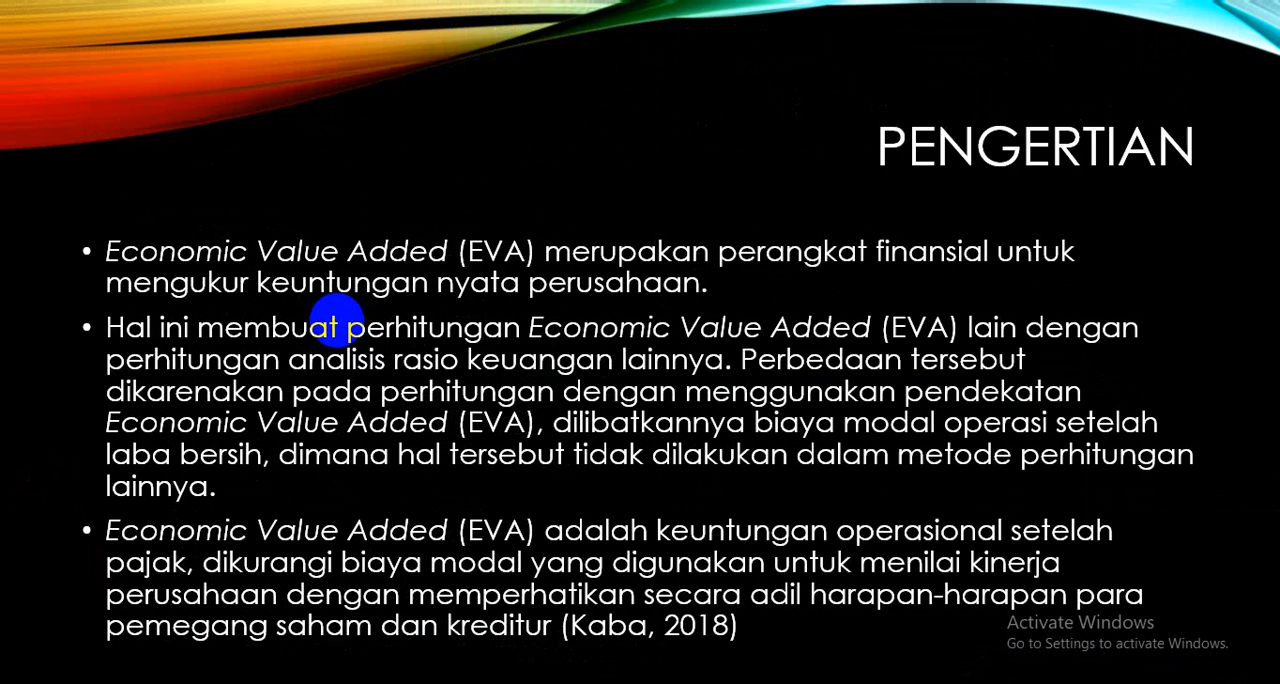 PENGERTIAN
• Economic Value Added (EVA) merupakan perangkat finansial untuk
mengukur keuntungan nyata perusahaan.
• Hal ini membuat perhitungan Economic Value Added (EVA) lain dengan
perhitungan analisis rasio keuangan lainnya. Perbedaan tersebut
dikarenakan pada perhitungan dengan menggunakan pendekatan
Economic Value Added (EVA), dilibatkannya biaya modal operasi setelah
laba bersih, dimana hal tersebut tidak dilakukan dalam metode perhitungan
lainnya.
• Economic Value Added (EVA) adalah keuntungan operasional setelah
pajak, dikurangi biaya modal yang digunakan untuk menilai kinerja
perusahaan dengan memperhatikan secara adil harapan-harapan para
pemegang saham dan kreditur (Kaba, 2018)
Activate Windows
Go to Settings to activate Windows.